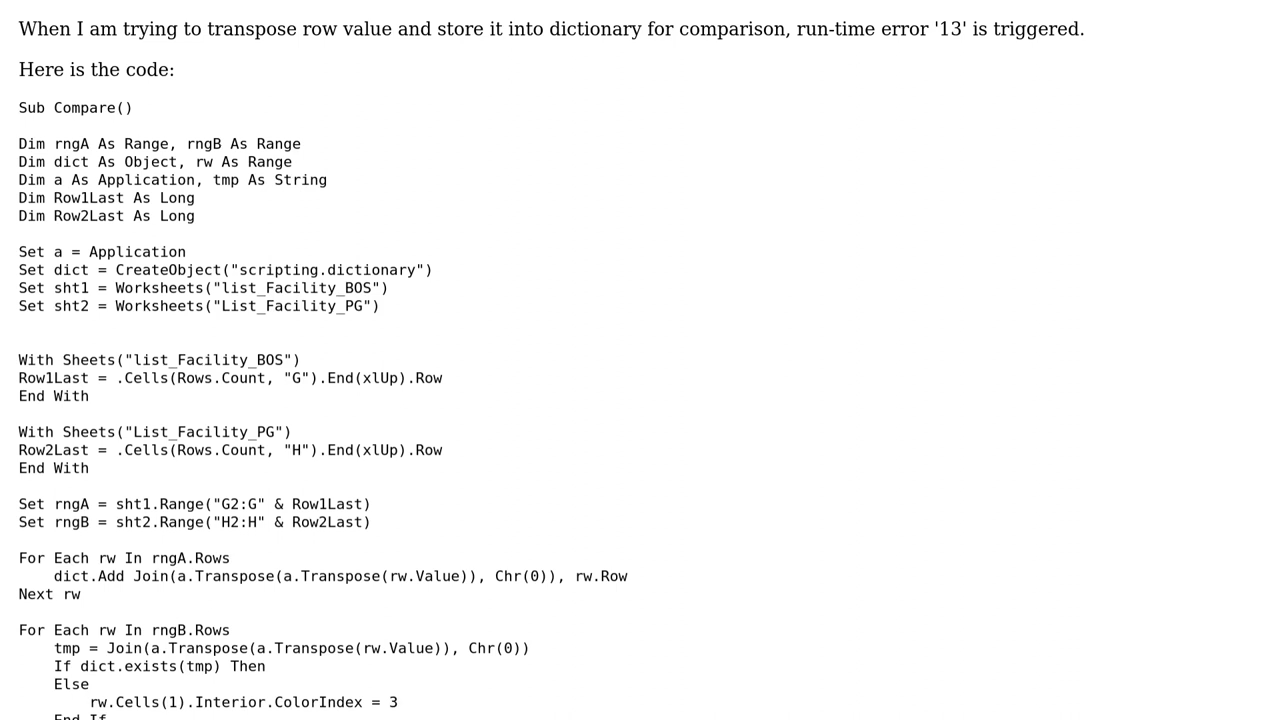 When I am trying to transpose row value and store it into dictionary for comparison, run-time error '13' is triggered.
Here is the code:
Sub Compare()
Dim rngA As Range, rngB As Range
Dim dict As Object, rw As Range
Dim a As Application, tmp As String
Dim Row1Last As Long
Dim Row2Last As Long
Set a = Application
Set dict = CreateObject("scripting.dictionary")
Set sht1 = Worksheets("list_Facility_BOS")
Set sht2 = Worksheets("List_Facility_PG")
With Sheets("list_Facility_BOS")
Row1Last = .Cells(Rows.Count, "G").End(xlUp).Row
End With
With Sheets("List_Facility_PG")
Row2Last = .Cells(Rows.Count, "H").End(xlUp).Row
End With
Set rngA = sht1.Range("G2:G" & Row1Last)
Set rngB = sht2.Range("H2:H" & Row2Last)
For Each rw In rngA.Rows
    dict.Add Join(a.Transpose(a.Transpose(rw.Value)), Chr(0)), rw.Row
Next rw
For Each rw In rngB.Rows
    tmp = Join(a.Transpose(a.Transpose(rw.Value)), Chr(0))
    If dict.exists(tmp) Then
    Else
        rw.Cells(1).Interior.ColorIndex = 3
    End If